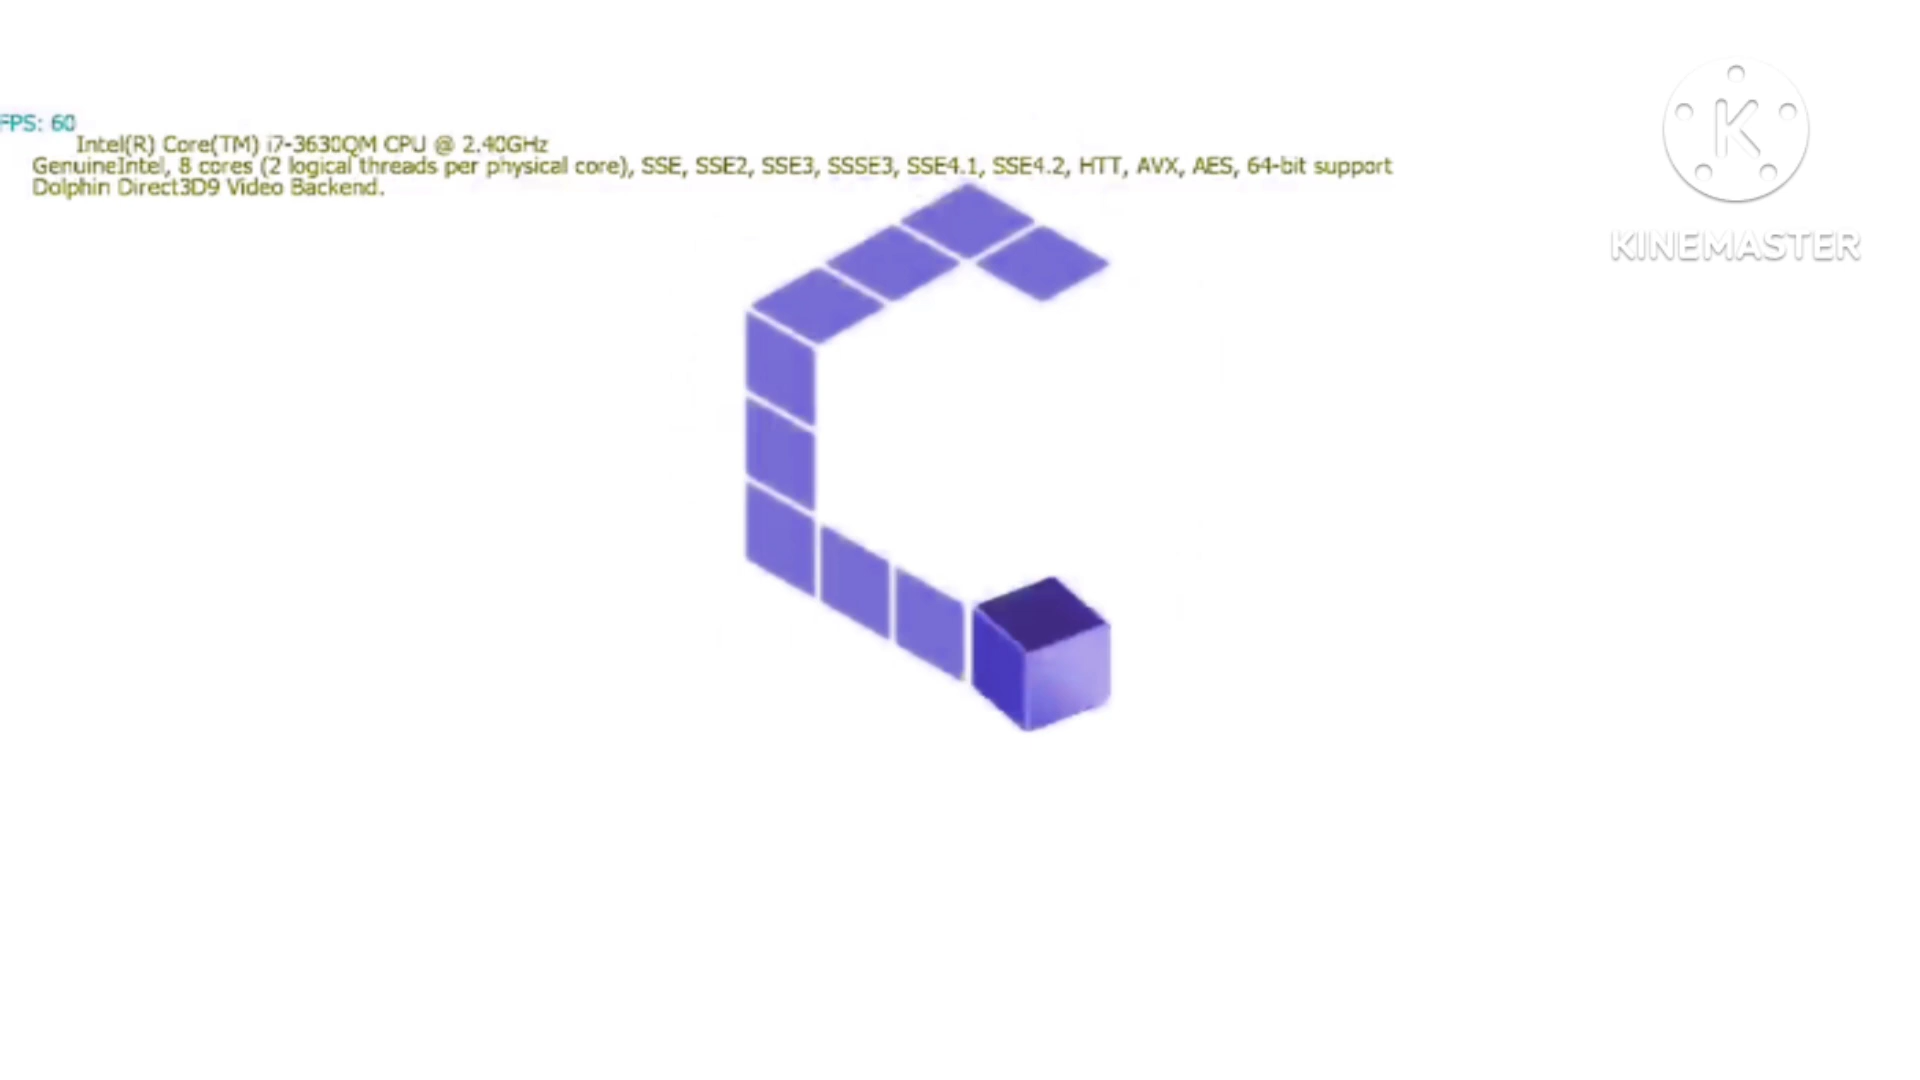 FPS: 60
Intel(R) Core(TM) i7-3630QM CPU @ 2.40GHz
GenuineIntel, 8 cores (2 logical threads per physical core), SSE, SSE2, SSE3, SSSE3, SSE4.1, SSE4.2, HTT, AVX, AES, 64-bit support
Dolphin Direct3D9 Video Backend.
K
KINEMASTER